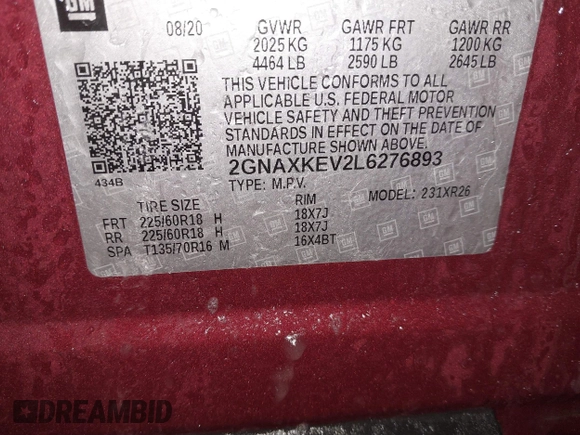 GM
08/20 GVWR GAWR FRT GAWR RR
2025 KG 1175 KG 1200 KG
4464 LB 2590 LB 2645 LB
THIS VEHICLE CONFORMS TO ALL
APPLICABLE U.S. FEDERAL MOTOR
VEHICLE SAFETY AND THEFT PREVENTION
STANDARDS IN EFFECT ON THE DATE OF
MANUFACTURE SHOWN ABOVE.
434B
2GNAXKEV2L6276893
TYPE: M.P.V. MODEL: 231XR26
TIRE SIZE RIM
FRT 225/60R18 H 18X7J
RR 225/60R18 H 18X7J
SPA T135/70R16 M 16X4BT
DREAMBID